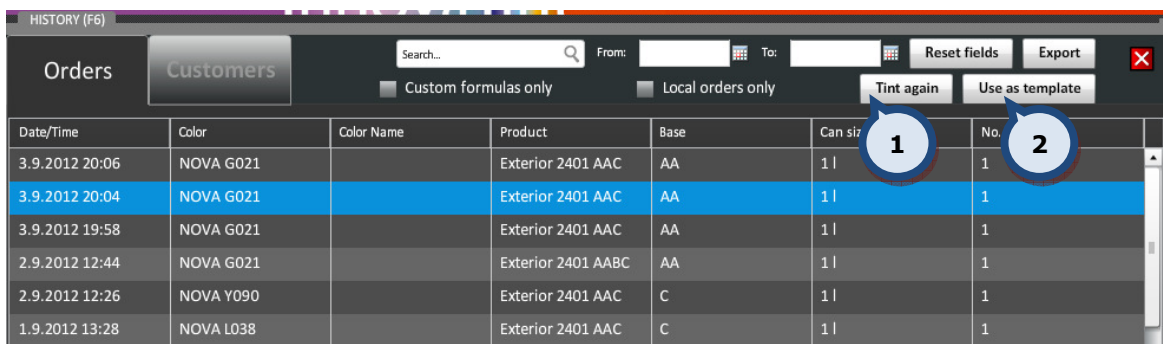 HISTORY (F6)
Orders
Customers
Search...
From:
To:
Reset fields
Export
Custom formulas only
Local orders only
Tint again
Use as template
1
2
Date/Time Color Color Name Product Base Can siz No.
3.9.2012 20:06 NOVA G021 Exterior 2401 AAC AA 1 l 1
3.9.2012 20:04 NOVA G021 Exterior 2401 AAC AA 1 l 1
3.9.2012 19:58 NOVA G021 Exterior 2401 AAC AA 1 l 1
2.9.2012 12:44 NOVA G021 Exterior 2401 AABC AA 1 l 1
2.9.2012 12:26 NOVA Y090 Exterior 2401 AAC C 1 l 1
1.9.2012 13:28 NOVA L038 Exterior 2401 AAC C 1 l 1